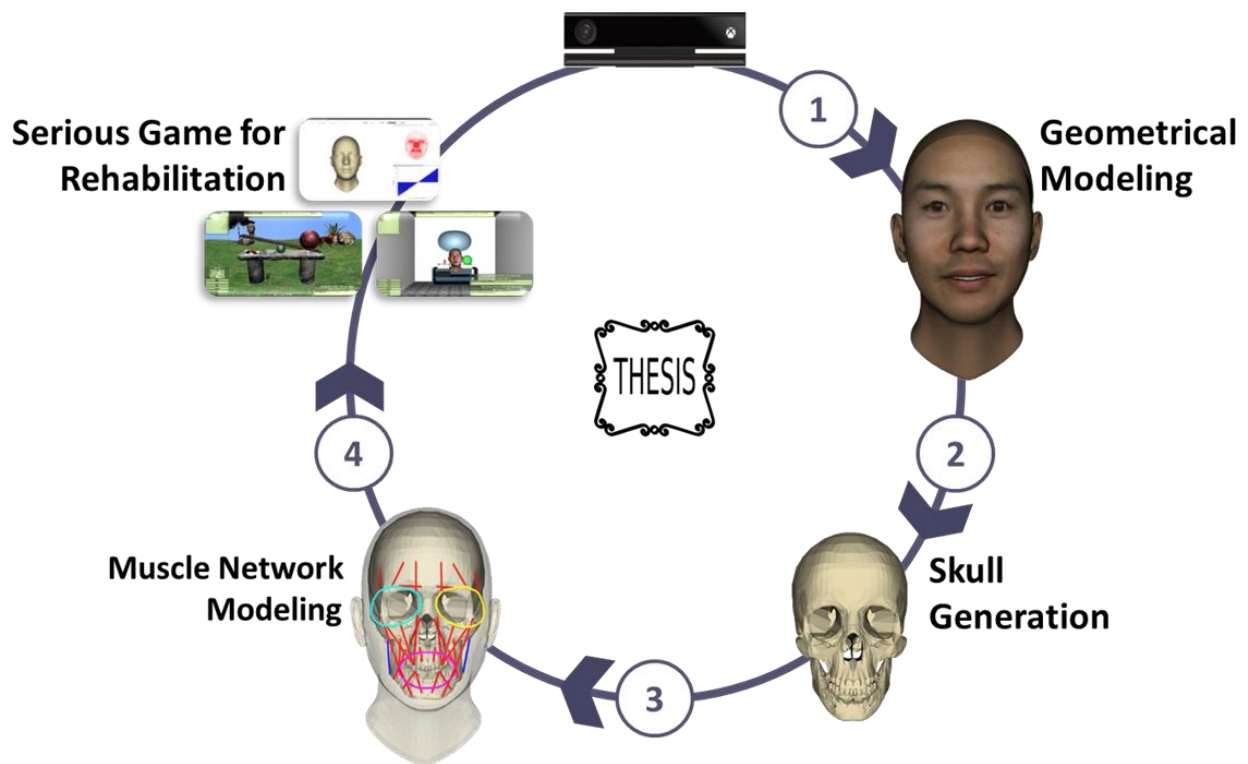 1
Geometrical
Modeling
2
Skull
Generation
3
Muscle Network
Modeling
4
Serious Game for
Rehabilitation
THESIS